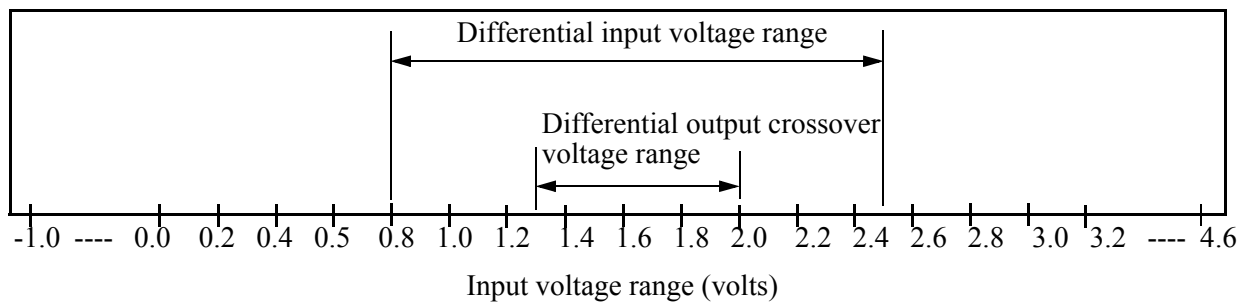 Differential input voltage range
Differential output crossover
voltage range
-1.0 ---- 0.0 0.2 0.4 0.5 0.8 1.0 1.2 1.4 1.6 1.8 2.0 2.2 2.4 2.6 2.8 3.0 3.2 ---- 4.6
Input voltage range (volts)